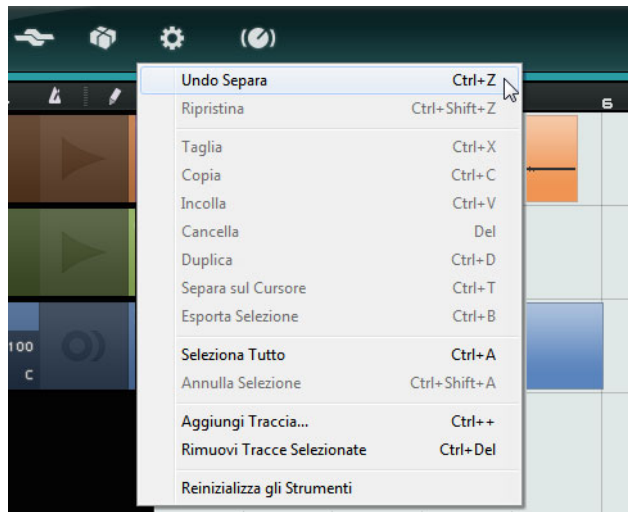 Undo Separa Ctrl+Z
Ripristina Ctrl+Shift+Z
6
Taglia Ctrl+X
Copia Ctrl+C
Incolla Ctrl+V
Cancella Del
Duplica Ctrl+D
Separa sul Cursore Ctrl+T
Esporta Selezione Ctrl+B
100
Seleziona Tutto Ctrl+A
C
Annulla Selezione Ctrl+Shift+A
Aggiungi Traccia... Ctrl++
Rimuovi Tracce Selezionate Ctrl+Del
Reinizializza gli Strumenti